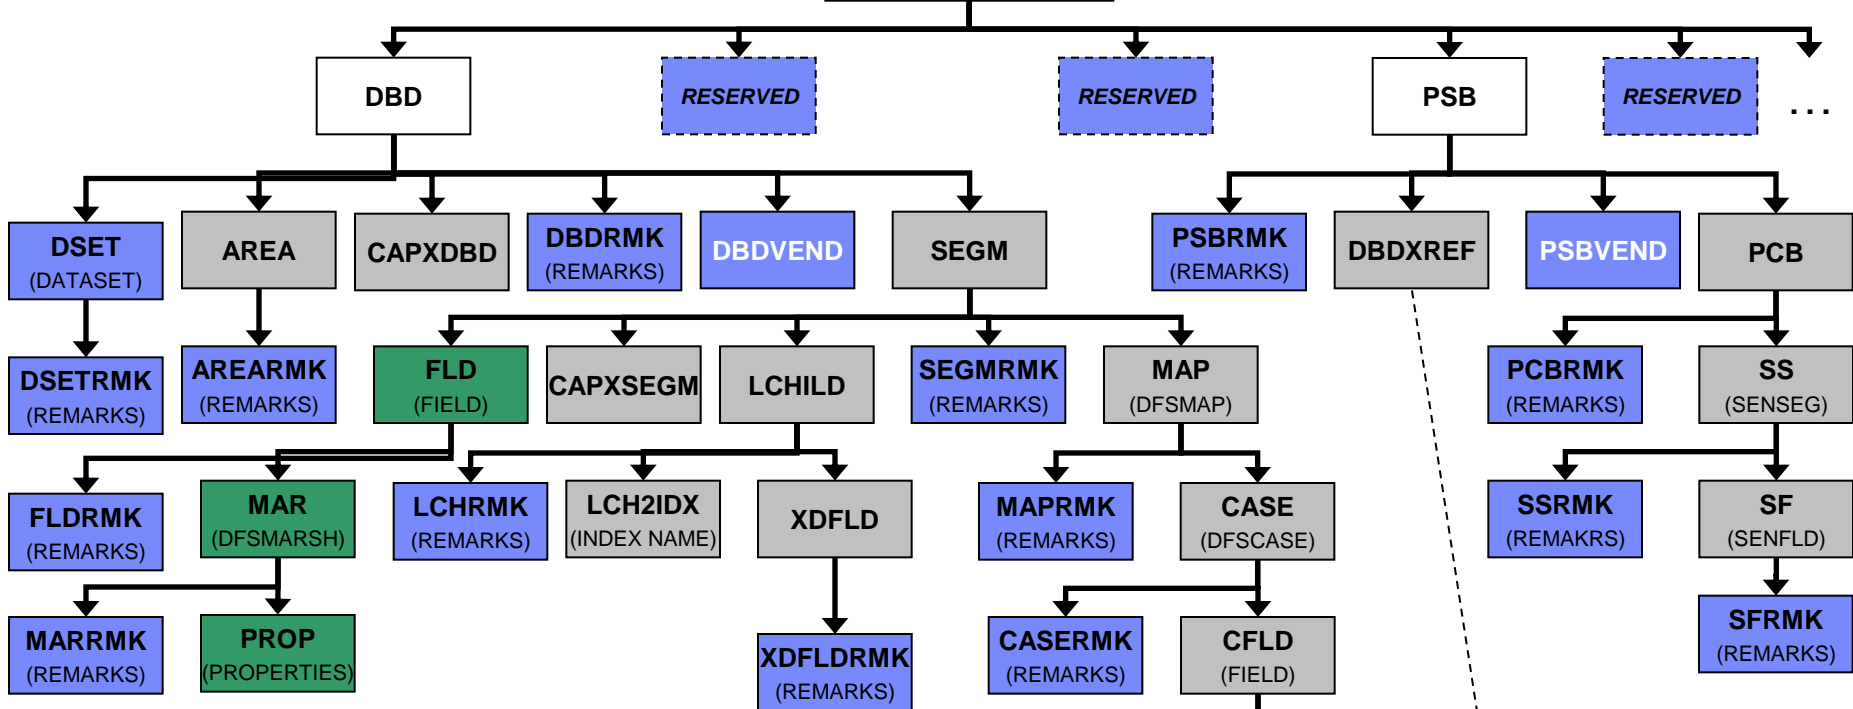 DBD
RESERVED
RESERVED
PSB
RESERVED
...
DSET
(DATASET)
AREA
CAPXDBD
DBDRMK
(REMARKS)
DBDVEND
SEGM
PSBRMK
(REMARKS)
DBDXREF
PSBVEND
PCB
DSETRMK
(REMARKS)
AREARMK
(REMARKS)
FLD
(FIELD)
CAPXSEGM
LCHILD
SEGMRMK
(REMARKS)
MAP
(DFSMAP)
PCBRMK
(REMARKS)
SS
(SENSEG)
FLDRMK
(REMARKS)
MAR
(DFSMARSH)
LCHRMK
(REMARKS)
LCH2IDX
(INDEX NAME)
XDFLD
MAPRMK
(REMARKS)
CASE
(DFSCASE)
SSRMK
(REMAKRS)
SF
(SENFLD)
MARRMK
(REMARKS)
PROP
(PROPERTIES)
XDFLDRMK
(REMARKS)
CASERMK
(REMARKS)
CFLD
(FIELD)
SFRMK
(REMARKS)